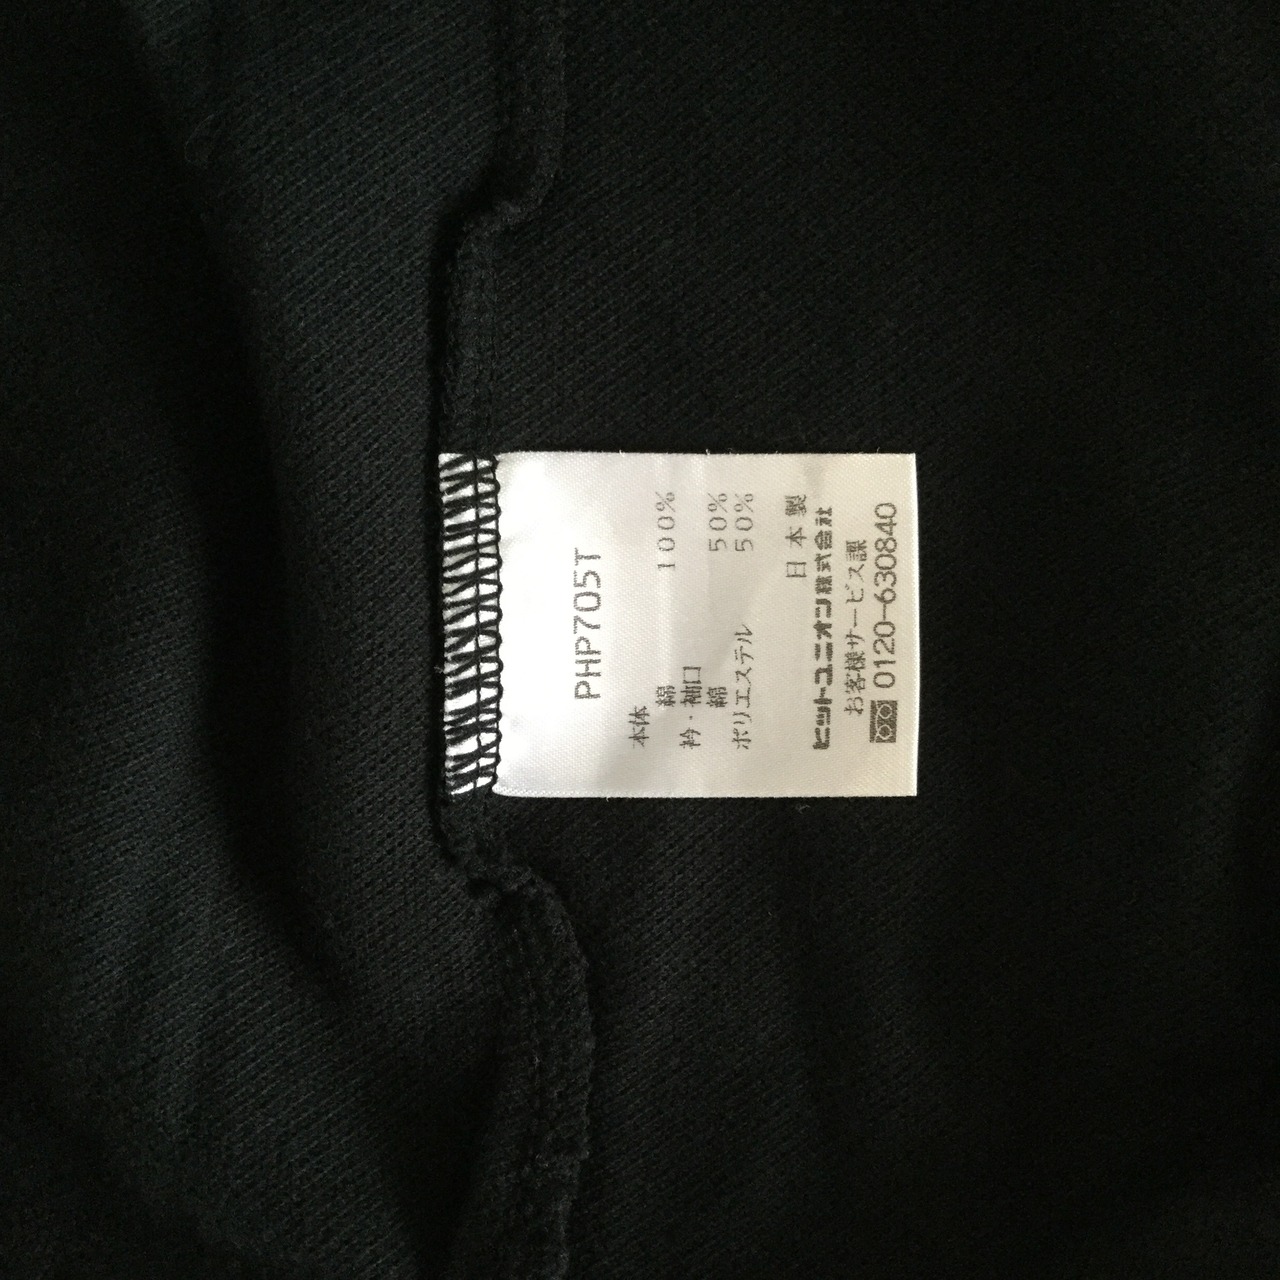 PHP705T
本体
綿 100%
衿・袖口
綿 50%
ポリエステル 50%
日本製
ヒットユニオン株式会社
お客様サービス課
0120-630840